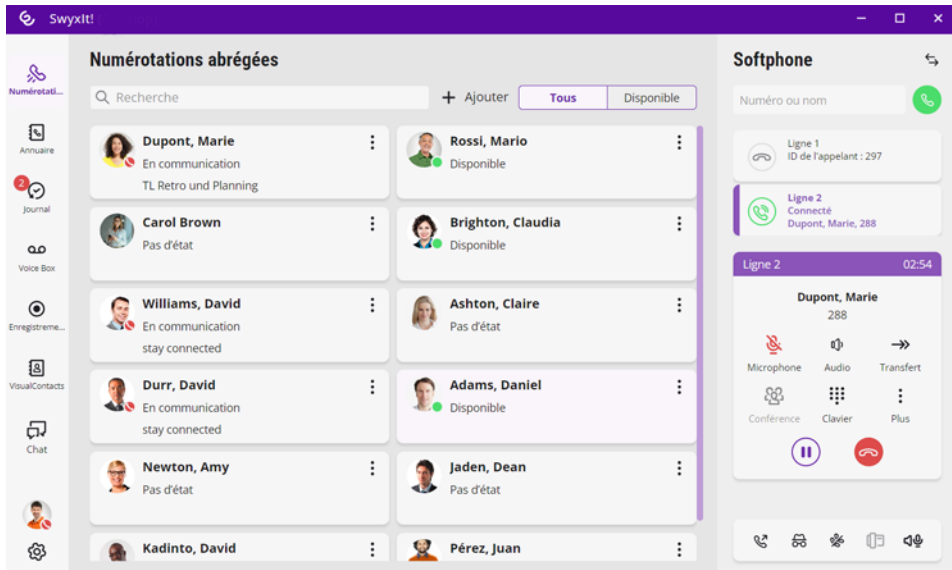 SwyxIt!
Numérotati...
Annuaire
2
Journal
Voice Box
Enregistreme...
VisualContacts
Chat
Numérotations abrégées
Recherche
Ajouter
Tous
Disponible
Dupont, Marie
En communication
TL Retro und Planning
Rossi, Mario
Disponible
Carol Brown
Pas d'état
Brighton, Claudia
Disponible
Williams, David
En communication
stay connected
Ashton, Claire
Pas d'état
Durr, David
En communication
stay connected
Adams, Daniel
Disponible
Newton, Amy
Pas d'état
Jaden, Dean
Pas d'état
Kadinto, David
Pérez, Juan
Softphone
Numéro ou nom
Ligne 1
ID de l'appelant : 297
Ligne 2
Connecté
Dupont, Marie, 288
Ligne 2 02:54
Dupont, Marie
288
Microphone Audio Transfert
Conférence Clavier Plus